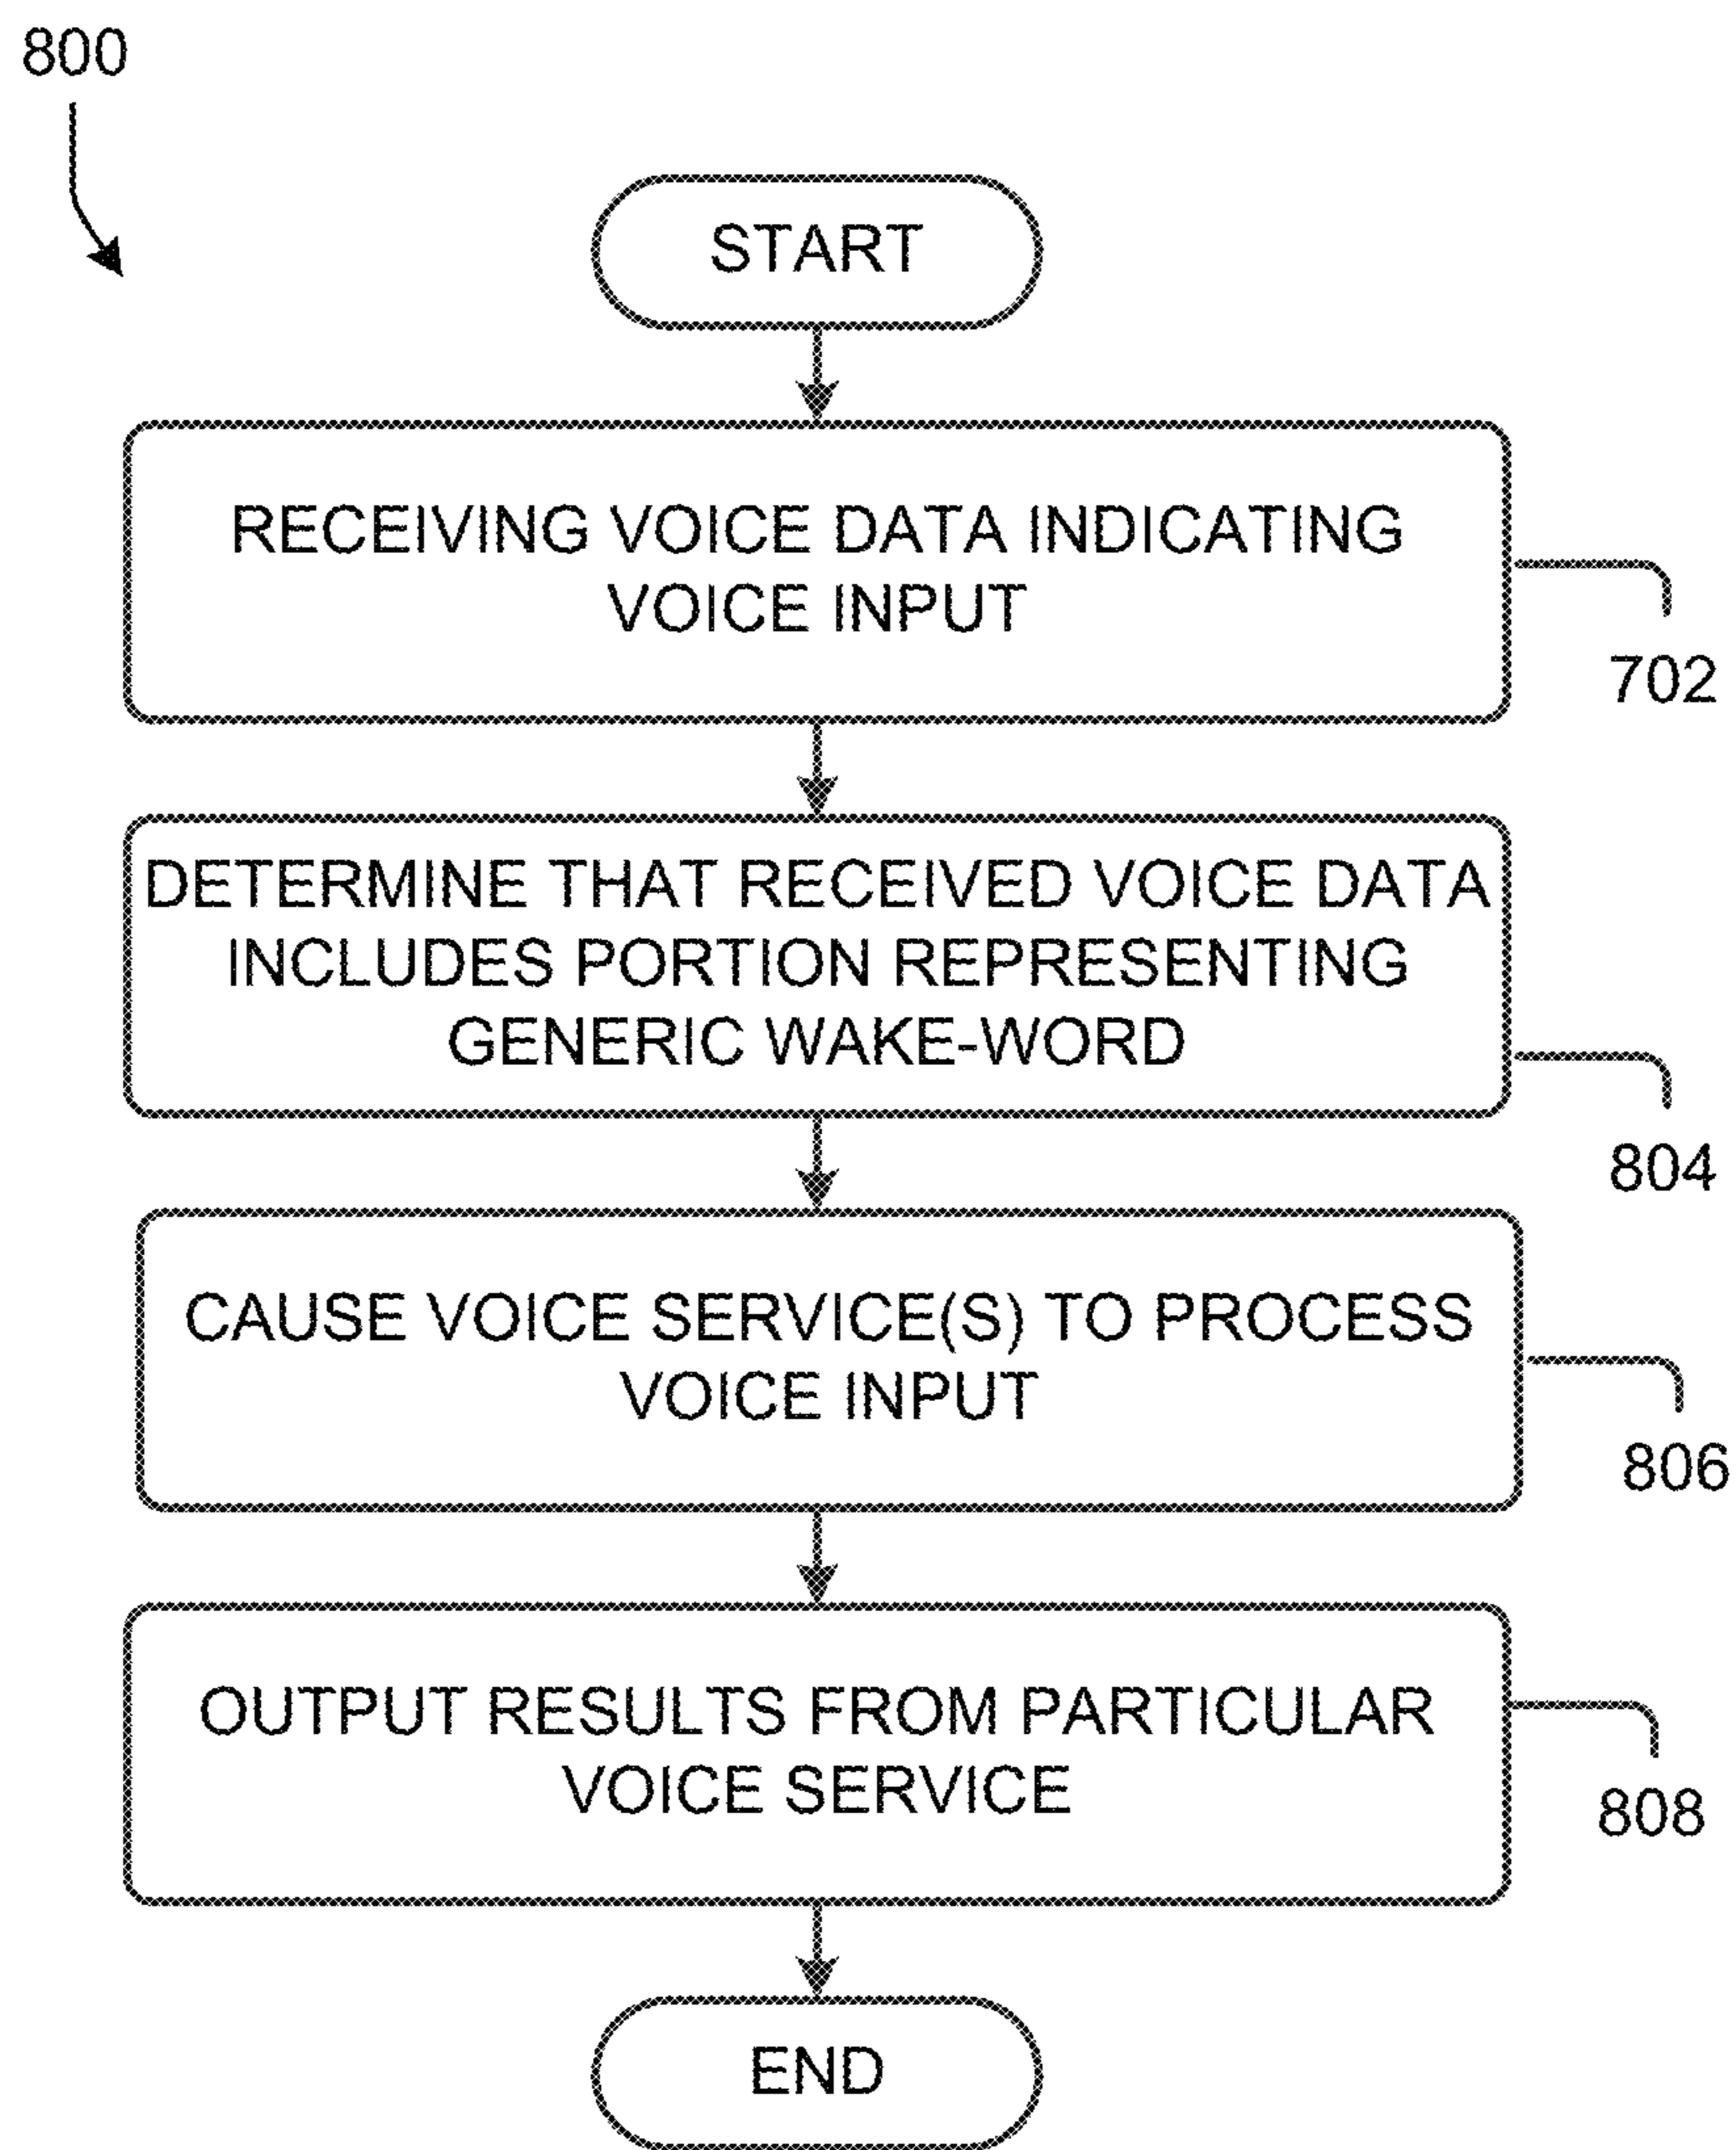 800
START
RECEIVING VOICE DATA INDICATING
VOICE INPUT
702
DETERMINE THAT RECEIVED VOICE DATA
INCLUDES PORTION REPRESENTING
GENERIC WAKE-WORD
804
CAUSE VOICE SERVICE(S) TO PROCESS
VOICE INPUT
806
OUTPUT RESULTS FROM PARTICULAR
VOICE SERVICE
808
END